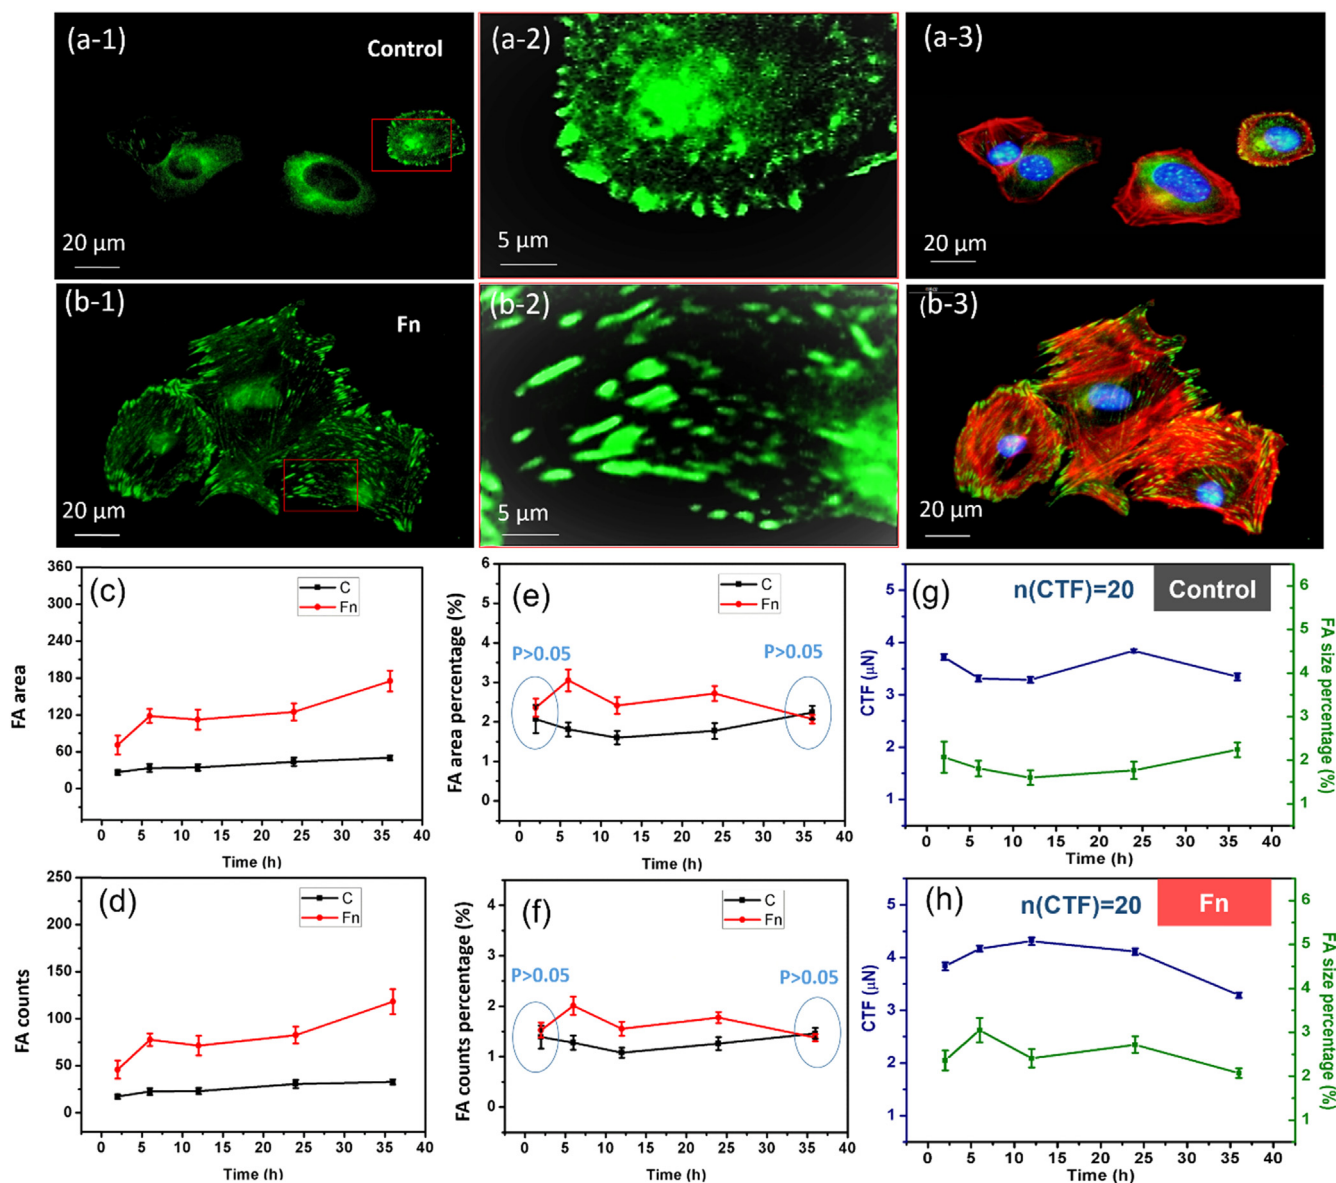 (a-1)
Control
20 μm
(a-2)
5 μm
(a-3)
20 μm
(b-1)
Fn
20 μm
(b-2)
5 μm
(b-3)
20 μm
(c)
C
Fn
360
300
240
180
120
60
0
FA area
0 5 10 15 20 25 30 35 40
Time (h)
(d)
C
Fn
250
200
150
100
75
50
25
0
FA counts
0 5 10 15 20 25 30 35 40
Time (h)
(e)
C
Fn
P>0.05
P>0.05
6
5
4
3
2
1
0
FA area percentage (%)
0 5 10 15 20 25 30 35 40
Time (h)
(f)
C
Fn
P>0.05
P>0.05
4
3
2
1
0
FA counts percentage (%)
0 5 10 15 20 25 30 35 40
Time (h)
(g)
n(CTF)=20
Control
5
4
3
2
1
CTF (μN)
6
5
4
3
2
1
FA size percentage (%)
0 5 10 15 20 25 30 35 40
Time (h)
(h)
n(CTF)=20
Fn
5
4
3
2
1
CTF (μN)
6
5
4
3
2
1
FA size percentage (%)
0 5 10 15 20 25 30 35 40
Time (h)